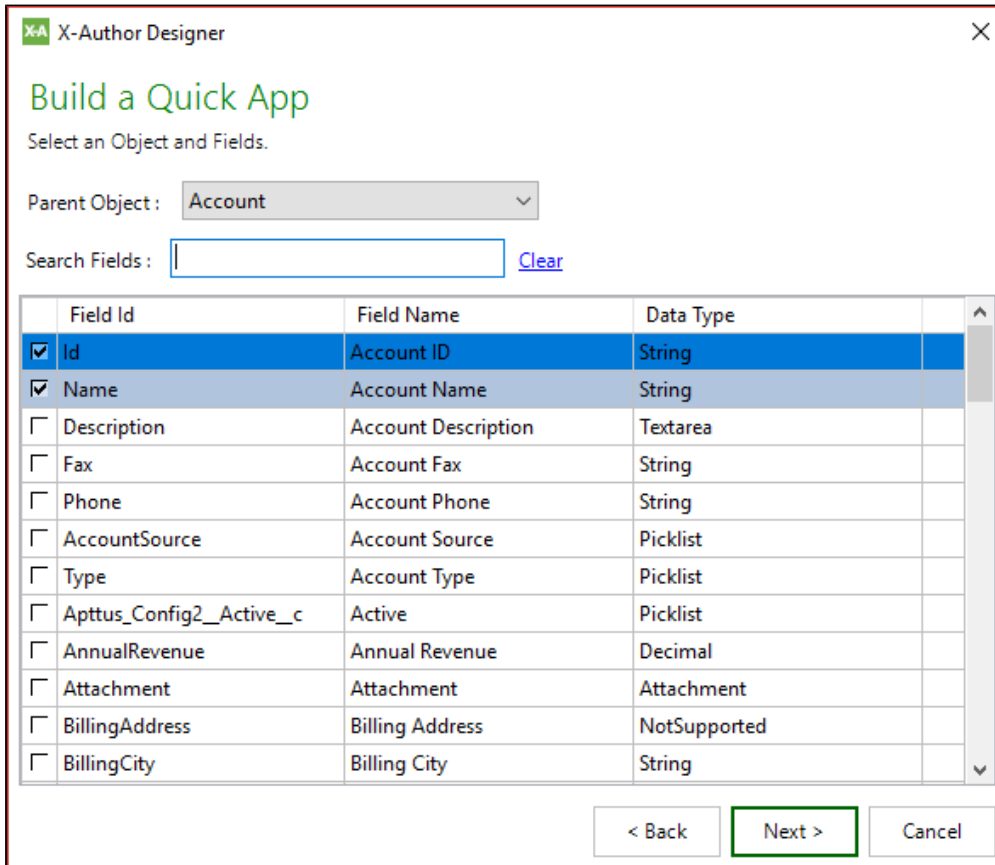 X-A X-Author Designer
Build a Quick App
Select an Object and Fields.
Parent Object : Account
Search Fields : Clear
Field Id Field Name Data Type
Id Account ID String
Name Account Name String
Description Account Description Textarea
Fax Account Fax String
Phone Account Phone String
AccountSource Account Source Picklist
Type Account Type Picklist
Apttus_Config2__Active__c Active Picklist
AnnualRevenue Annual Revenue Decimal
Attachment Attachment Attachment
BillingAddress Billing Address NotSupported
BillingCity Billing City String
< Back Next > Cancel